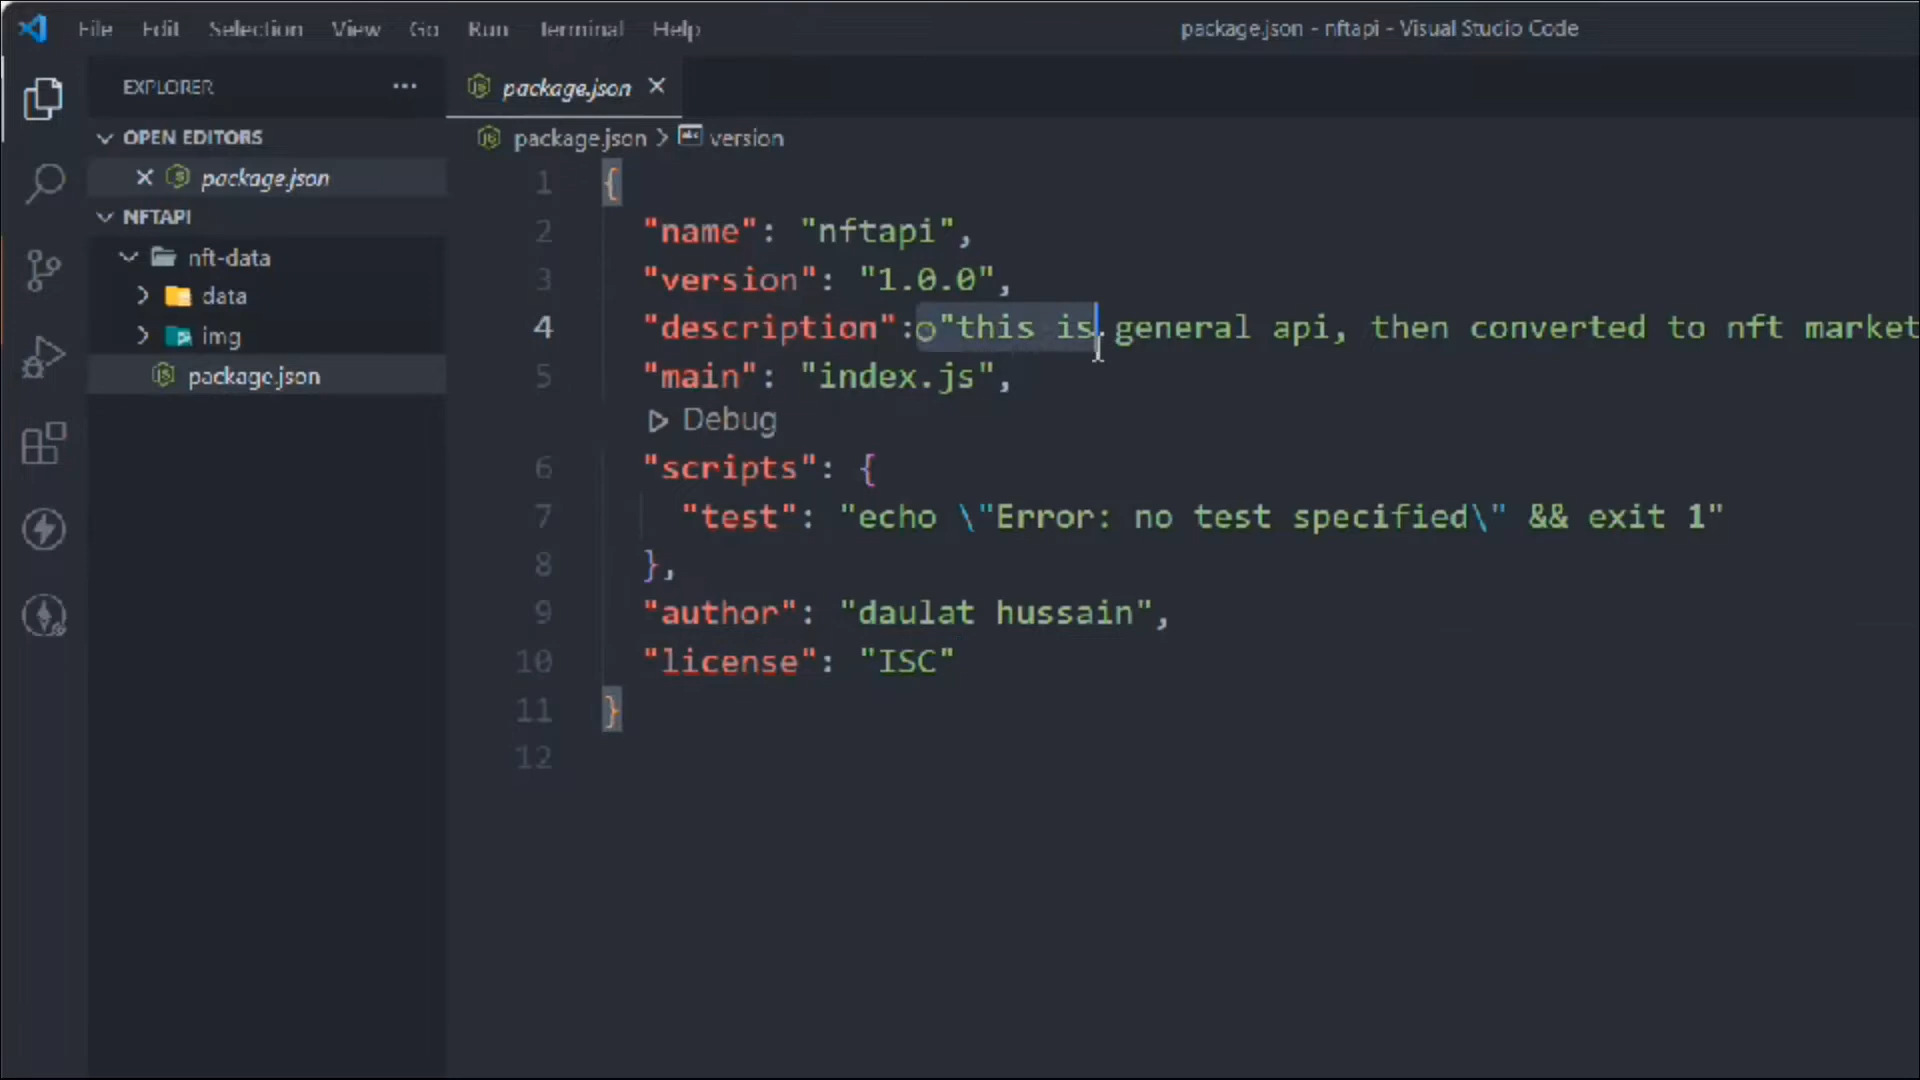 File Edit Selection View Go Run Terminal Help
package.json - nftapi - Visual Studio Code
EXPLORER
package.json
OPEN EDITORS
package.json > version
package.json
NFTAPI
nft-data
data
img
package.json
1 {
2 "name": "nftapi",
3 "version": "1.0.0",
4 "description": "this is general api, then converted to nft market
5 "main": "index.js",
Debug
6 "scripts": {
7 "test": "echo \"Error: no test specified\" && exit 1"
8 },
9 "author": "daulat hussain",
10 "license": "ISC"
11 }
12